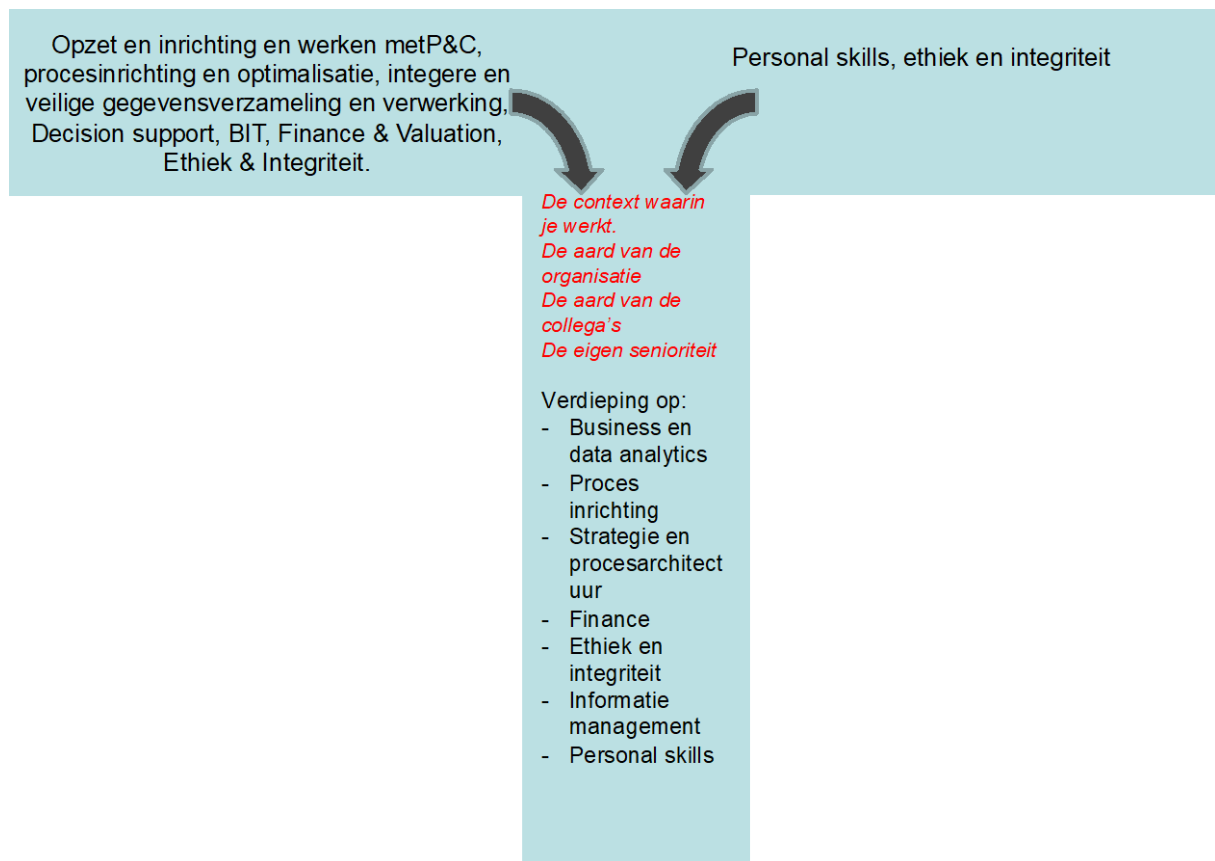 Opzet en inrichting en werken metP&C,
procesinrichting en optimalisatie, integere en
veilige gegevensverzameling en verwerking,
Decision support, BIT, Finance & Valuation,
Ethiek & Integriteit.
Personal skills, ethiek en integriteit
De context waarin
je werkt.
De aard van de
organisatie
De aard van de
collega's
De eigen senioriteit
Verdieping op:
- Business en
data analytics
- Proces
inrichting
- Strategie en
procesarchitect
uur
- Finance
- Ethiek en
integriteit
- Informatie
management
- Personal skills